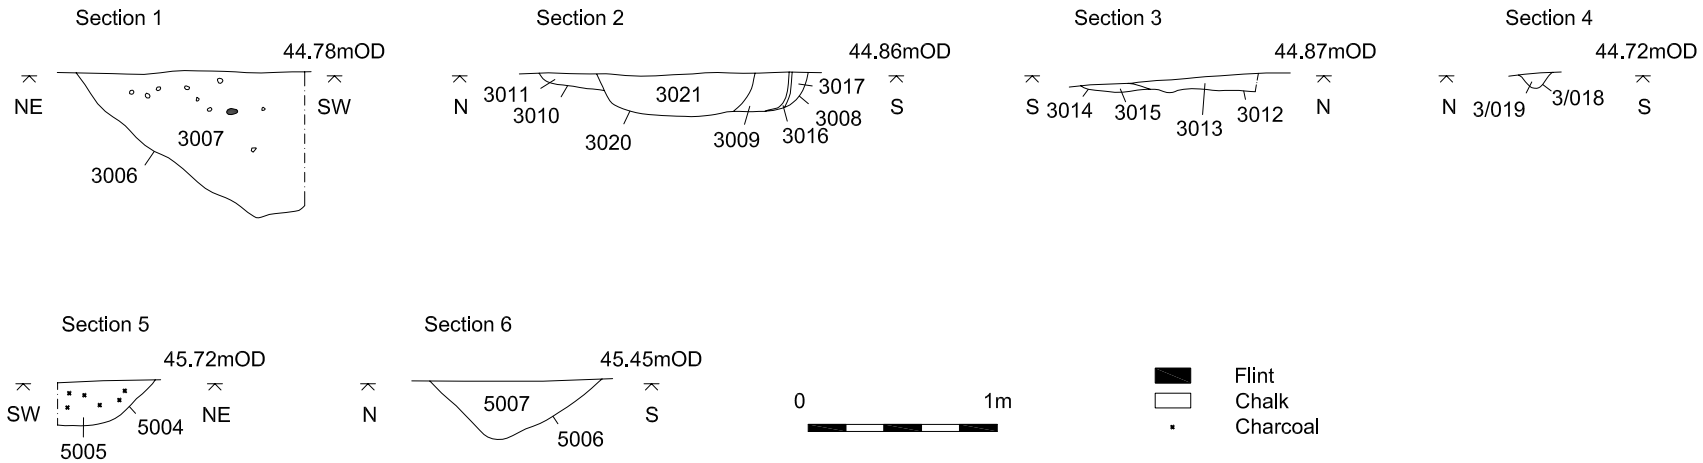 Section 1
44.78mOD
NE
SW
3007
3006
Section 2
44.86mOD
N
S
3011
3010
3021
3020
3009
3016
3008
3017
Section 3
44.87mOD
S
N
3014
3015
3013
3012
Section 4
44.72mOD
N
S
3/019
3/018
Section 5
45.72mOD
SW
NE
5004
5005
Section 6
45.45mOD
N
S
5007
5006
0
1m
Flint
Chalk
Charcoal